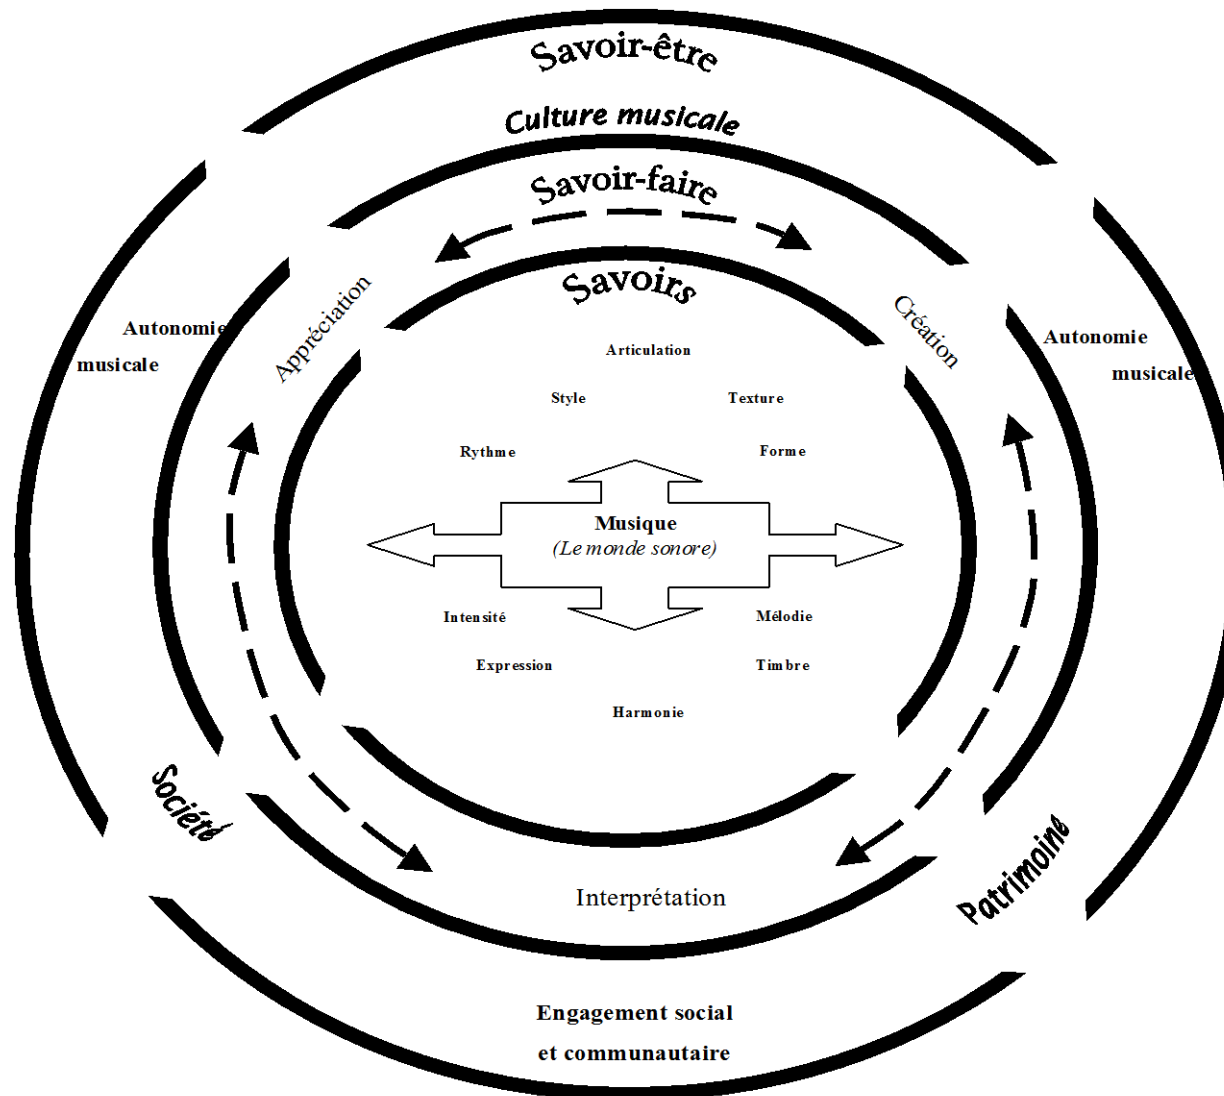 Savoir-être
Culture musicale
Savoir-faire
Savoirs
Appréciation
Création
Autonomie
musicale
Autonomie
musicale
Articulation
Style
Texture
Rythme
Forme
Musique
(Le monde sonore)
Intensité
Mélodie
Expression
Timbre
Harmonie
Société
Patrimoine
Interprétation
Engagement social
et communautaire